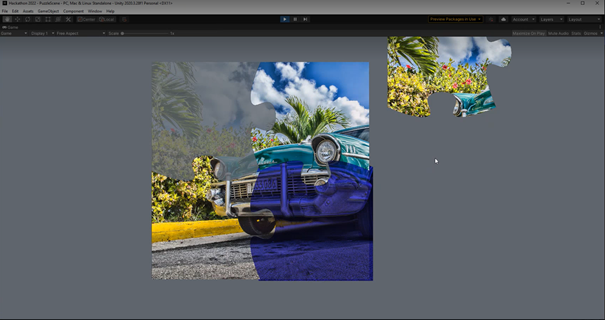 Hackathon 2021 - PuzzleGame - PC, Mac & Linux Standalone - Unity 2020.3.18f1 Personal <DX11>
File Edit Assets GameObject Component Window Help
Center Local Preview Packages in Use Account Layers Layout
Game
Game Display 1 Free Aspect Scale 1x Maximize On Play Mute Audio Stats Gizmos